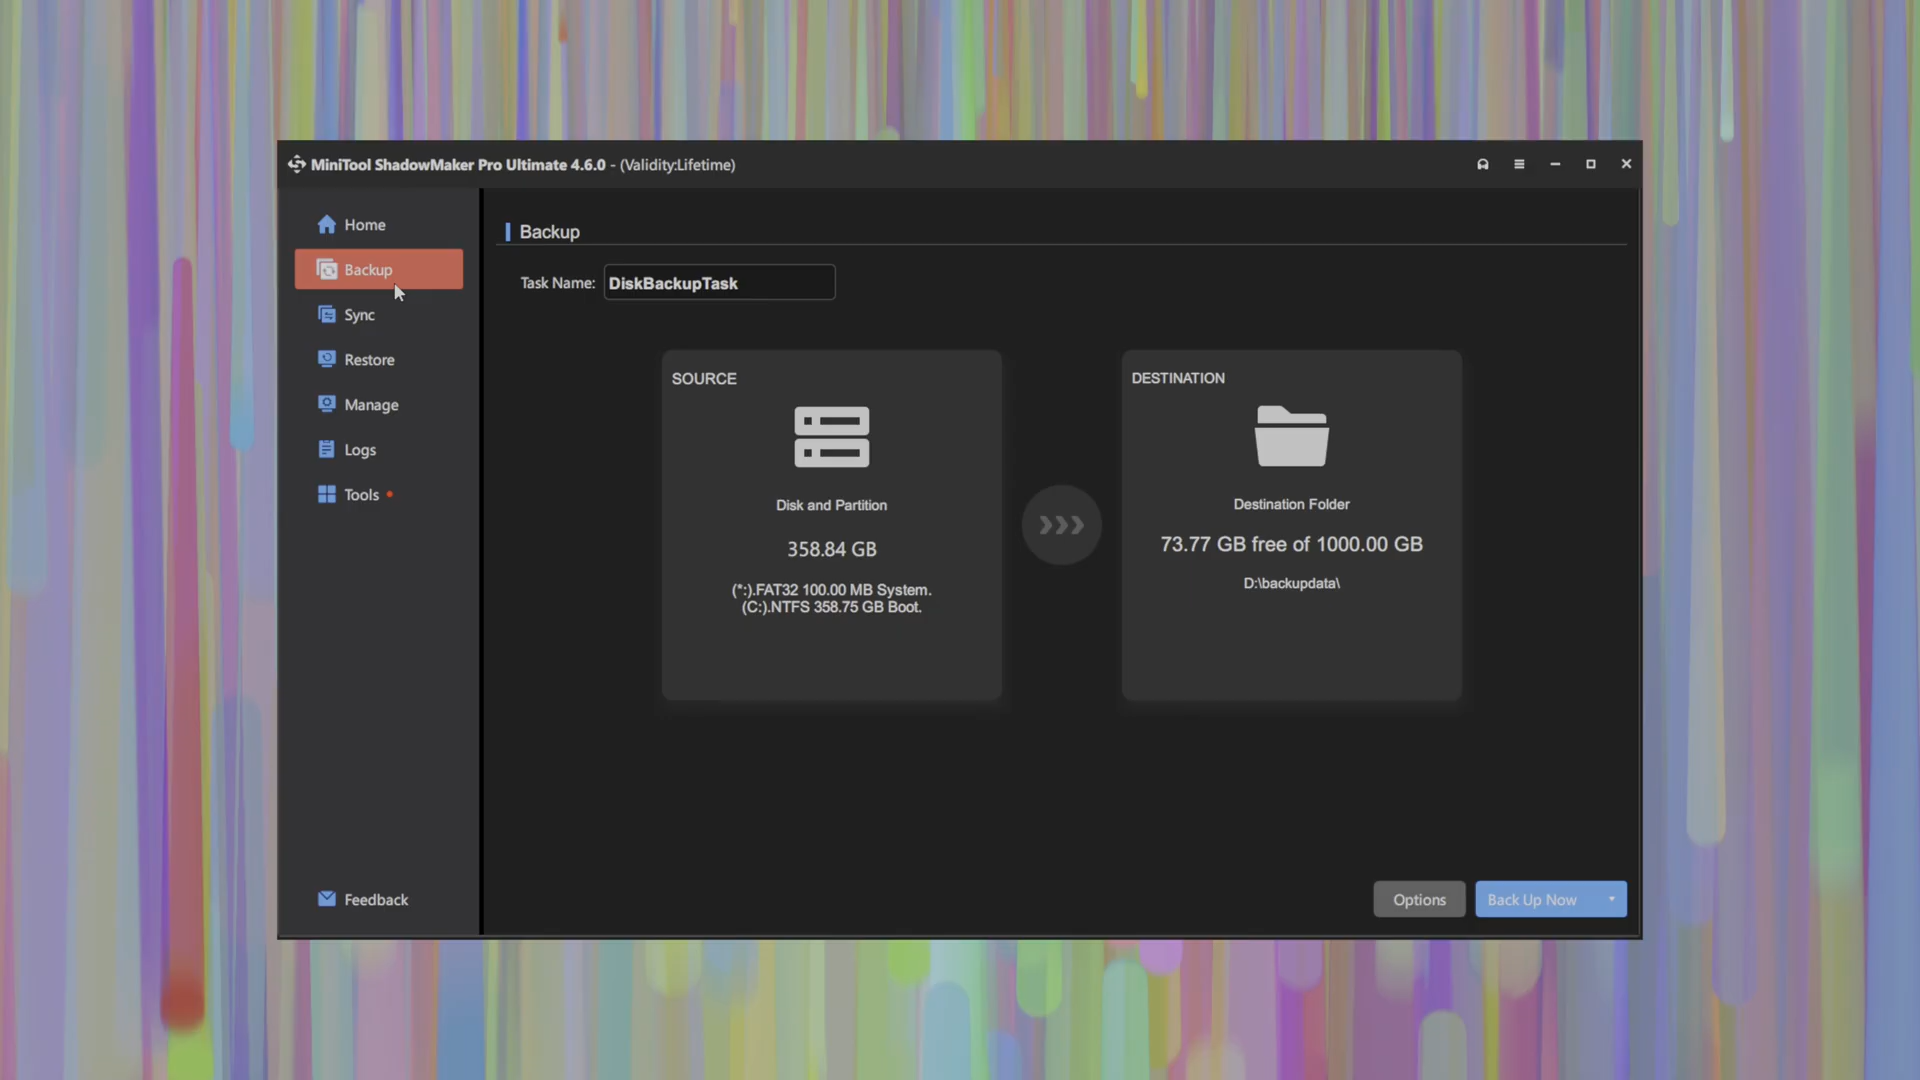 MiniTool ShadowMaker Pro Ultimate 4.6.0 - (Validity:Lifetime)
Home
Backup
Sync
Restore
Manage
Logs
Tools
Feedback
Backup
Task Name: DiskBackupTask
SOURCE
Disk and Partition
358.84 GB
(*:).FAT32 100.00 MB System.
(C:).NTFS 358.75 GB Boot.
DESTINATION
Destination Folder
73.77 GB free of 1000.00 GB
D:\backupdata\
Options
Back Up Now